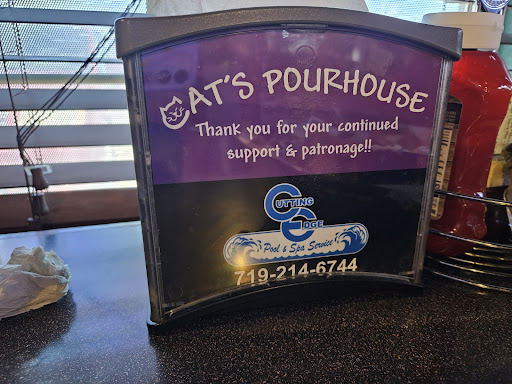 CAT'S POURHOUSE
Thank you for your continued
support & patronage!!
CUTTING
EDGE
Pool & Spa Service
719-214-6744